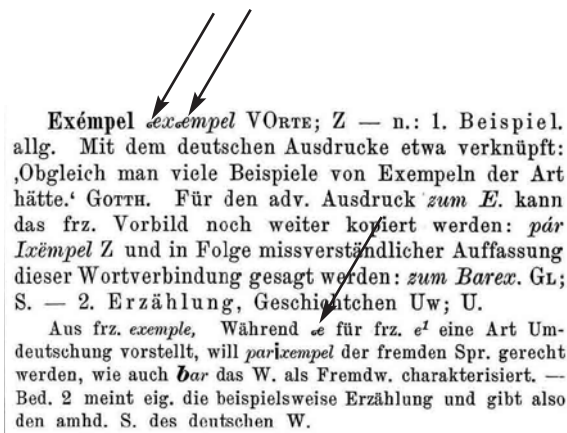 Exémpel æxæmpel VOrte; Z — n.: 1. Beispiel.
allg. Mit dem deutschen Ausdrucke etwa verknüpft:
‚Obgleich man viele Beispiele von Exempeln der Art
hätte.‘ Gotth. Für den adv. Ausdruck zum E. kann
das frz. Vorbild noch weiter kopiert werden: pár
Ixëmpel Z und in Folge missverständlicher Auffassung
dieser Wortverbindung gesagt werden: zum Barex. Gl;
S. — 2. Erzählung, Geschichtchen Uw; U.
Aus frz. exemple, Während æ für frz. e¹ eine Art Um-
deutschung vorstellt, will parixempel der fremden Spr. gerecht
werden, wie auch bar das W. als Fremdw. charakterisiert. —
Bed. 2 meint eig. die beispielsweise Erzählung und gibt also
den amhd. S. des deutschen W.